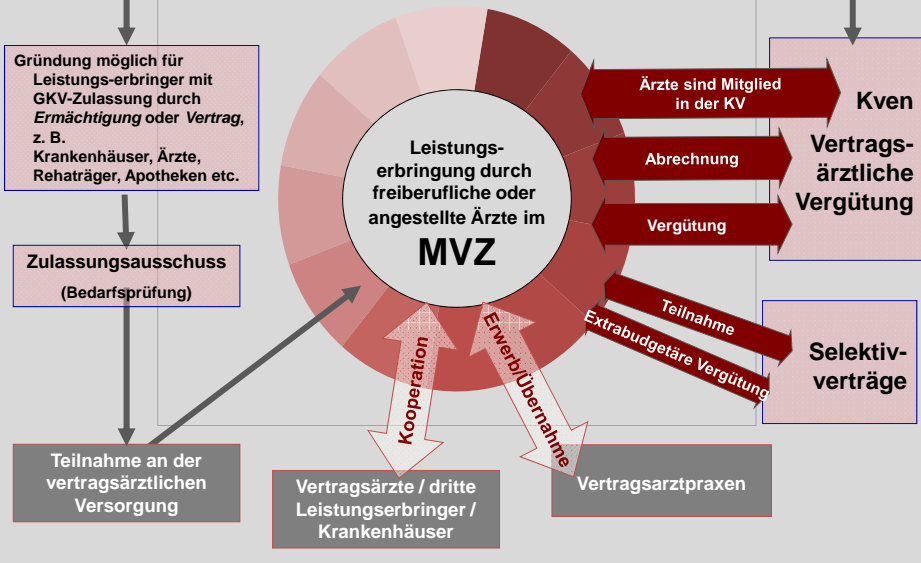 Gründung möglich für
Leistungs-erbringer mit
GKV-Zulassung durch
Ermächtigung oder Vertrag,
z. B.
Krankenhäuser, Ärzte,
Rehaträger, Apotheken etc.
Zulassungsausschuss
(Bedarfsprüfung)
Teilnahme an der
vertragsärztlichen
Versorgung
Leistungs-
erbringung durch
freiberufliche oder
angestellte Ärzte im
MVZ
Ärzte sind Mitglied
in der KV
Abrechnung
Vergütung
Teilnahme
Extrabudgetäre Vergütung
Kven
Vertrags-
ärztliche
Vergütung
Selektiv-
verträge
Kooperation
Erwerb/Übernahme
Vertragsärzte / dritte
Leistungserbringer /
Krankenhäuser
Vertragsarztpraxen